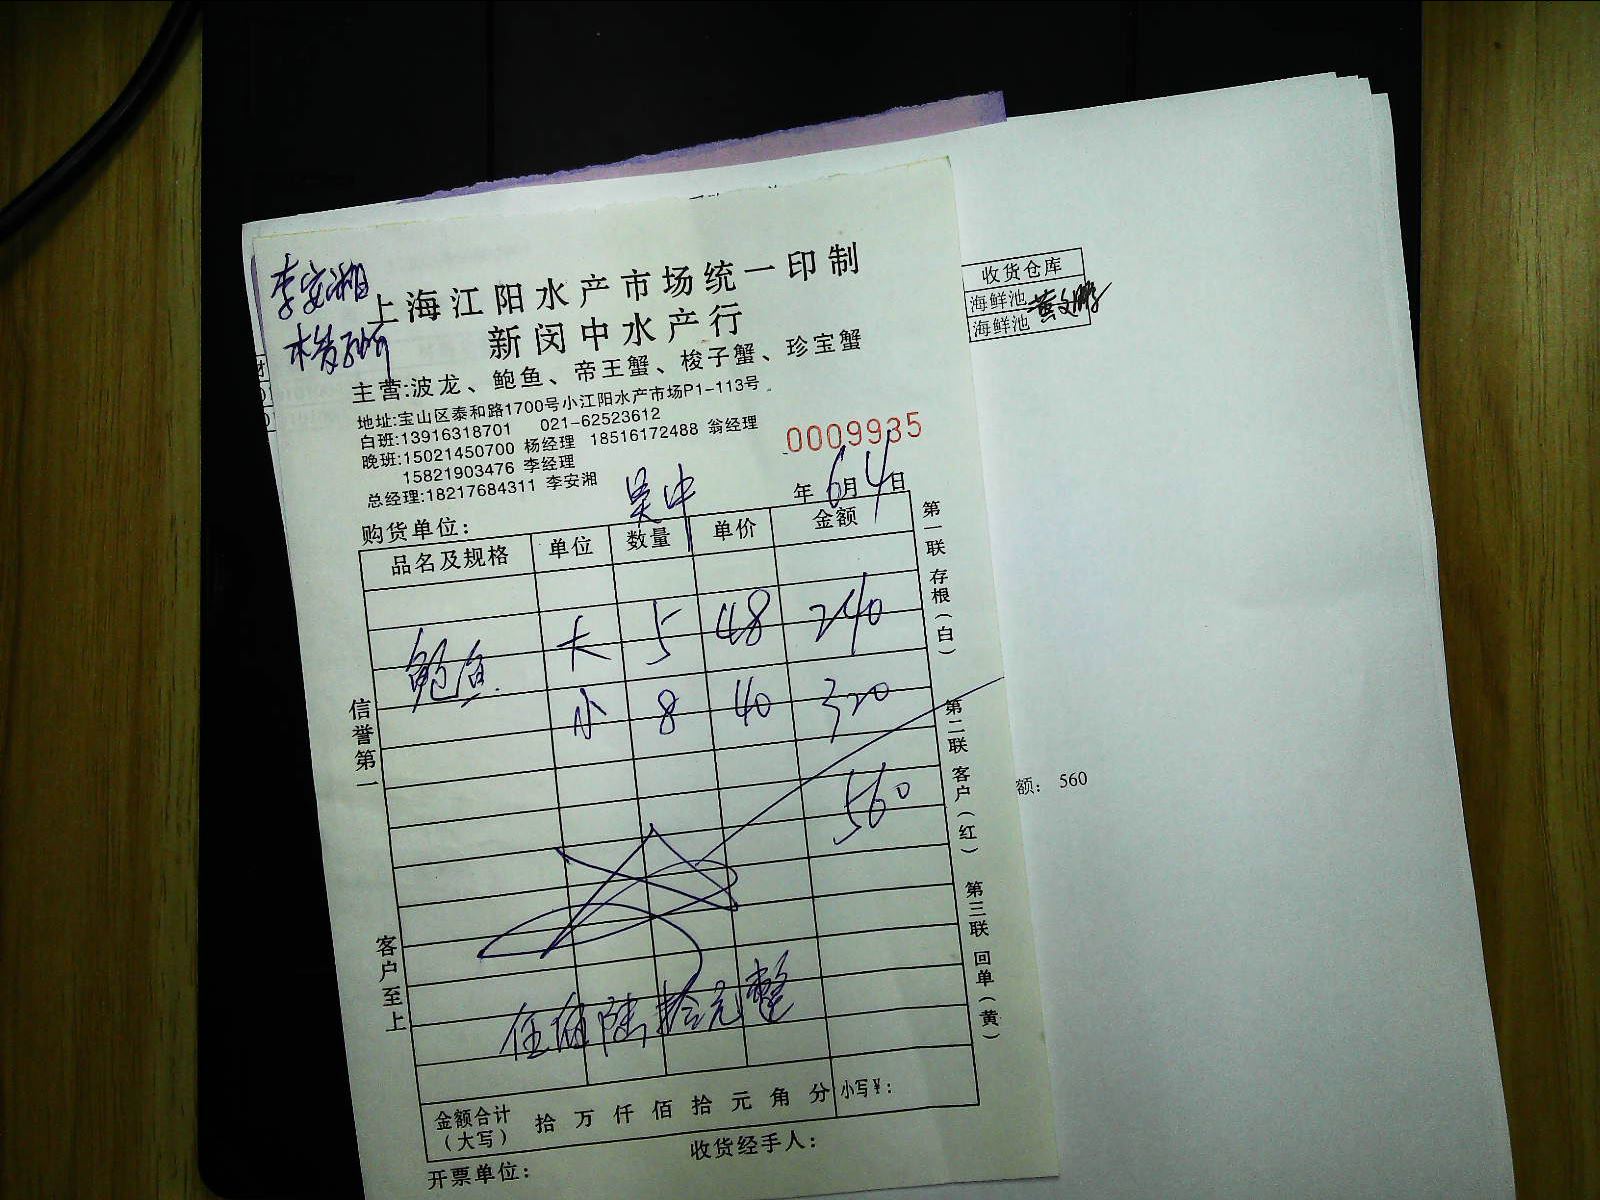 李安湘
上海江阳水产市场统一印制
新闵中水产行
主营:波龙、鲍鱼、帝王蟹、梭子蟹、珍宝蟹
地址:宝山区泰和路1700号小江阳水产市场P1-113号
白班:13916318701 021-62523612
晚班:15021450700 杨经理 18516172488 翁经理
15821903476 李经理
总经理:18217684311 李安湘
0009935
吴中
年6月4日
购货单位:
品名及规格 单位 数量 单价 金额
鲍鱼 大 5 48 240
小 8 40 320
560
伍佰陆拾元整
金额合计(大写) 拾 万 仟 佰 拾 元 角 分 小写¥:
开票单位: 收货经手人:
信誉第一
客户至上
第一联 存根(白)
第二联 客户(红)
第三联 回单(黄)
收货仓库
海鲜池
海鲜池
额: 560